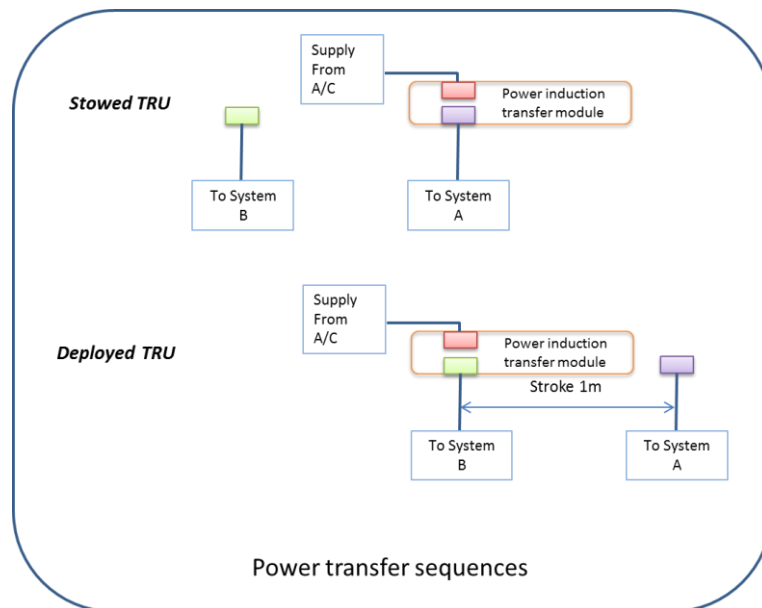 Supply
From
A/C
Stowed TRU
Power induction
transfer module
To System
B
To System
A
Supply
From
A/C
Deployed TRU
Power induction
transfer module
Stroke 1m
To System
B
To System
A
Power transfer sequences